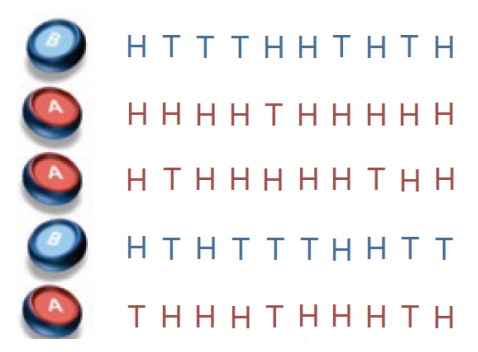 B H T T T H H T H T H
A H H H H T H H H H H
A H T H H H H H T H H
B H T H T T T H H T T
A T H H H T H H H T H